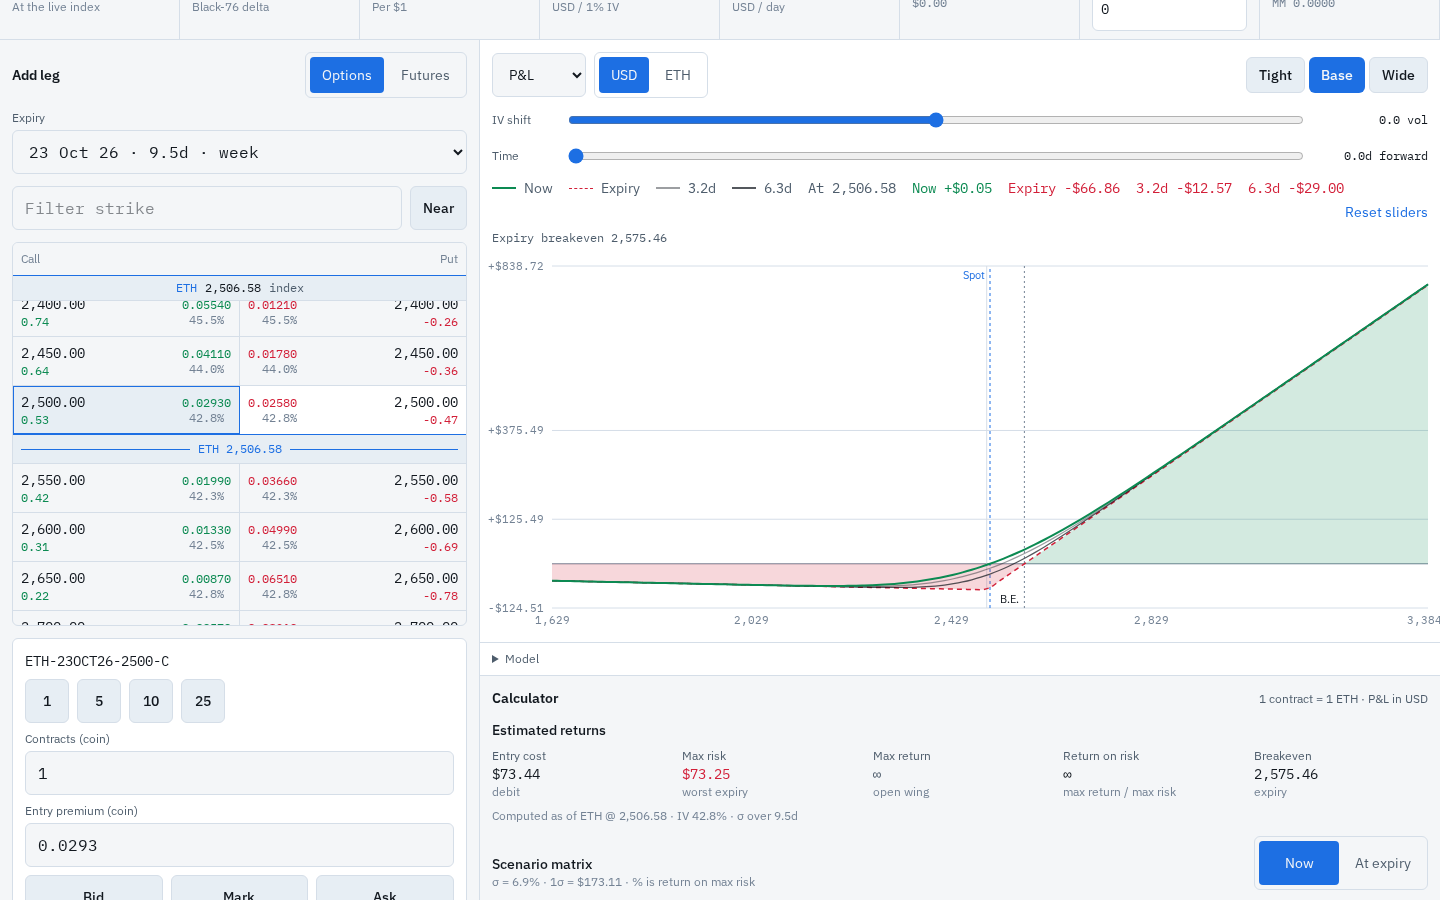 At the live index
Black-76 delta
Per $1
USD / 1% IV
USD / day
$0.00
0
MM 0.0000
Add leg
Options
Futures
Expiry
23 Oct 26 · 9.5d · week
Filter strike
Near
Call
Put
ETH 2,506.58 index
2,400.00 0.05540 0.01210 2,400.00
0.74 45.5% 45.5% -0.26
2,450.00 0.04110 0.01780 2,450.00
0.64 44.0% 44.0% -0.36
2,500.00 0.02930 0.02580 2,500.00
0.53 42.8% 42.8% -0.47
ETH 2,506.58
2,550.00 0.01990 0.03660 2,550.00
0.42 42.3% 42.3% -0.58
2,600.00 0.01330 0.04990 2,600.00
0.31 42.5% 42.5% -0.69
2,650.00 0.00870 0.06510 2,650.00
0.22 42.8% 42.8% -0.78
ETH-23OCT26-2500-C
1
5
10
25
Contracts (coin)
1
Entry premium (coin)
0.0293
Bid
Mark
Ask
P&L
USD
ETH
Tight
Base
Wide
IV shift
0.0 vol
Time
0.0d forward
Now Expiry 3.2d 6.3d At 2,506.58 Now +$0.05 Expiry -$66.86 3.2d -$12.57 6.3d -$29.00
Reset sliders
Expiry breakeven 2,575.46
+$838.72
Spot
+$375.49
+$125.49
B.E.
-$124.51
1,629 2,029 2,429 2,829 3,384
Model
Calculator
1 contract = 1 ETH · P&L in USD
Estimated returns
Entry cost
$73.44
debit
Max risk
$73.25
worst expiry
Max return
∞
open wing
Return on risk
∞
max return / max risk
Breakeven
2,575.46
expiry
Computed as of ETH @ 2,506.58 · IV 42.8% · σ over 9.5d
Scenario matrix
σ = 6.9% · 1σ = $173.11 · % is return on max risk
Now
At expiry